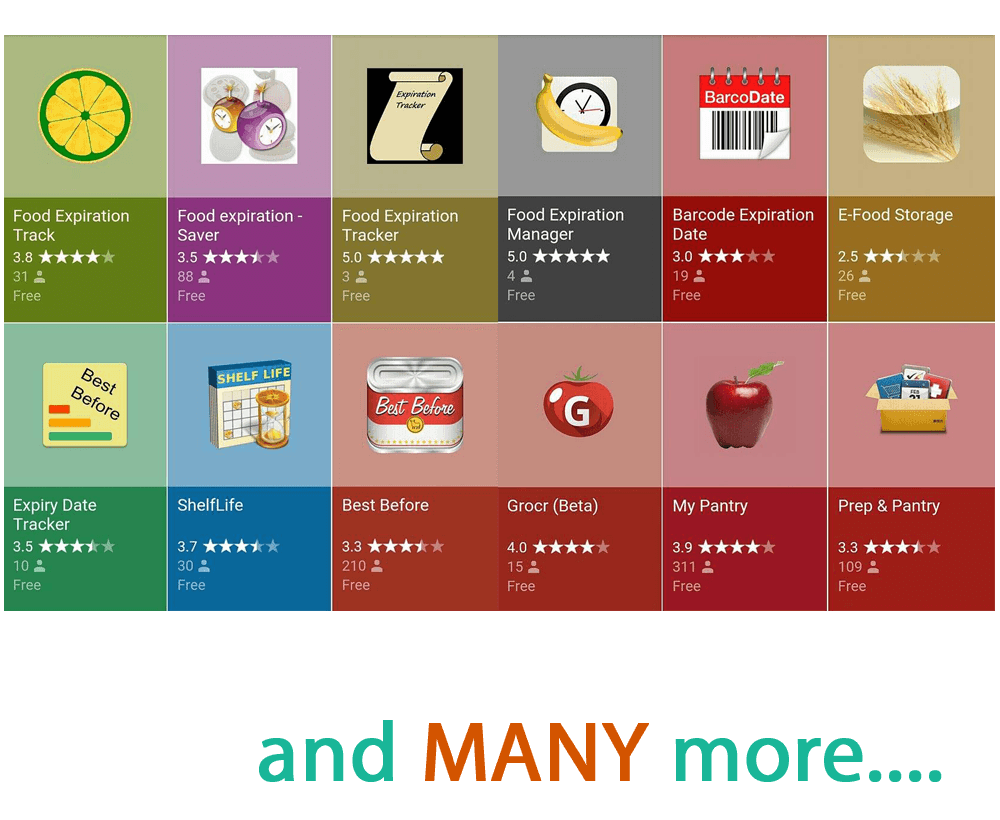 Expiration
Tracker
BarcoDate
Food Expiration
Track
3.8
31
Free
Food expiration -
Saver
3.5
88
Free
Food Expiration
Tracker
5.0
3
Free
Food Expiration
Manager
5.0
4
Free
Barcode Expiration
Date
3.0
19
Free
E-Food Storage
2.5
26
Free
Best
Before
SHELF LIFE
Best Before
G
FEB
Expiry Date
Tracker
3.5
10
Free
ShelfLife
3.7
30
Free
Best Before
3.3
210
Free
Grocr (Beta)
4.0
15
Free
My Pantry
3.9
311
Free
Prep & Pantry
3.3
109
Free
and MANY more....